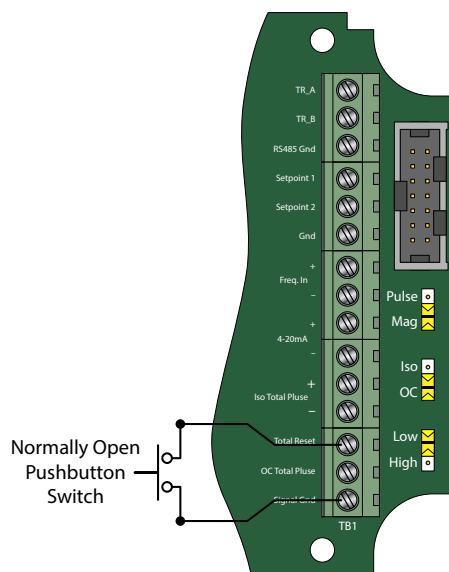 TR_A
TR_B
RS485 Gnd
Setpoint 1
Setpoint 2
Gnd
+
Freq. In
–
+
4-20mA
–
+
Iso Total Pluse
–
Total Reset
OC Total Pluse
Signal Gnd
TB1
Pulse
Mag
Iso
OC
Low
High
Normally Open
Pushbutton
Switch